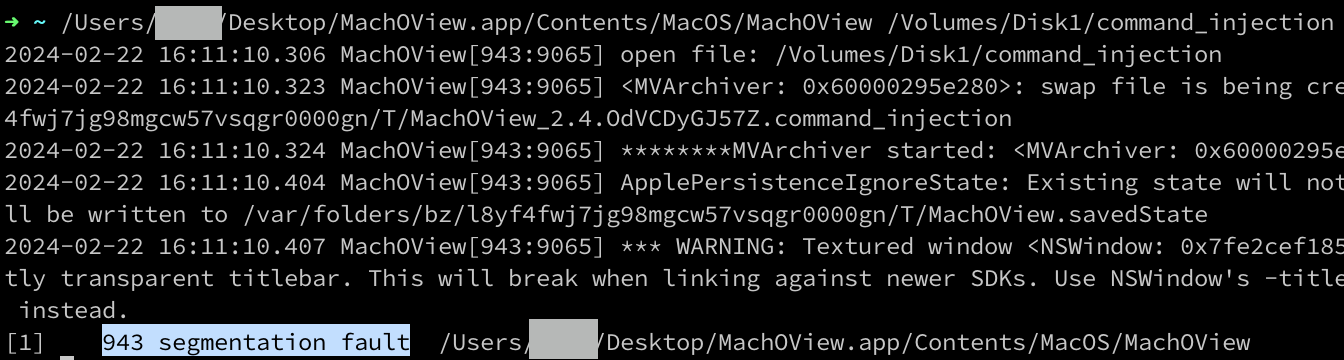 ➜ ~ /Users/ /Desktop/MachOView.app/Contents/MacOS/MachOView /Volumes/Disk1/command_injection
2024-02-22 16:11:10.306 MachOView[943:9065] open file: /Volumes/Disk1/command_injection
2024-02-22 16:11:10.323 MachOView[943:9065] <MVArchiver: 0x60000295e280>: swap file is being cre
4fwj7jg98mgcw57vsqgr0000gn/T/MachOView_2.4.OdVCDyGJ57Z.command_injection
2024-02-22 16:11:10.324 MachOView[943:9065] ********MVArchiver started: <MVArchiver: 0x60000295e
2024-02-22 16:11:10.404 MachOView[943:9065] ApplePersistenceIgnoreState: Existing state will not
ll be written to /var/folders/bz/l8yf4fwj7jg98mgcw57vsqgr0000gn/T/MachOView.savedState
2024-02-22 16:11:10.407 MachOView[943:9065] *** WARNING: Textured window <NSWindow: 0x7fe2cef185
tly transparent titlebar. This will break when linking against newer SDKs. Use NSWindow's -title
instead.
[1] 943 segmentation fault /Users/ /Desktop/MachOView.app/Contents/MacOS/MachOView